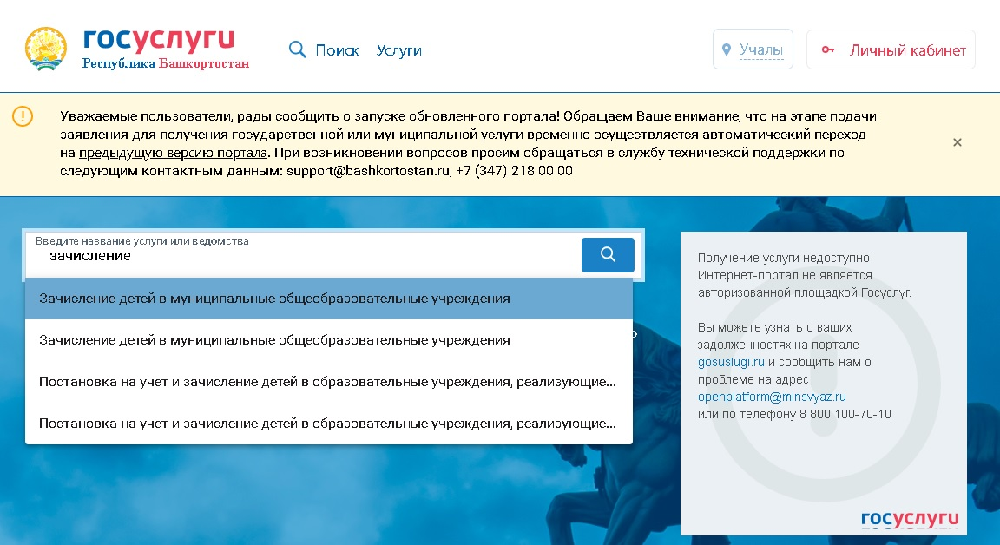 госуслуги
Республика Башкортостан
Поиск Услуги
Учалы
Личный кабинет
Уважаемые пользователи, рады сообщить о запуске обновленного портала! Обращаем Ваше внимание, что на этапе подачи
заявления для получения государственной или муниципальной услуги временно осуществляется автоматический переход
на предыдущую версию портала. При возникновении вопросов просим обращаться в службу технической поддержки по
следующим контактным данным: support@bashkortostan.ru, +7 (347) 218 00 00
Введите название услуги или ведомства
зачисление
Зачисление детей в муниципальные общеобразовательные учреждения
Зачисление детей в муниципальные общеобразовательные учреждения
Постановка на учет и зачисление детей в образовательные учреждения, реализующие...
Постановка на учет и зачисление детей в образовательные учреждения, реализующие...
Получение услуги недоступно.
Интернет-портал не является
авторизованной площадкой Госуслуг.
Вы можете узнать о ваших
задолженностях на портале
gosuslugi.ru и сообщить нам о
проблеме на адрес
openplatform@minsvyaz.ru
или по телефону 8 800 100-70-10
госуслуги